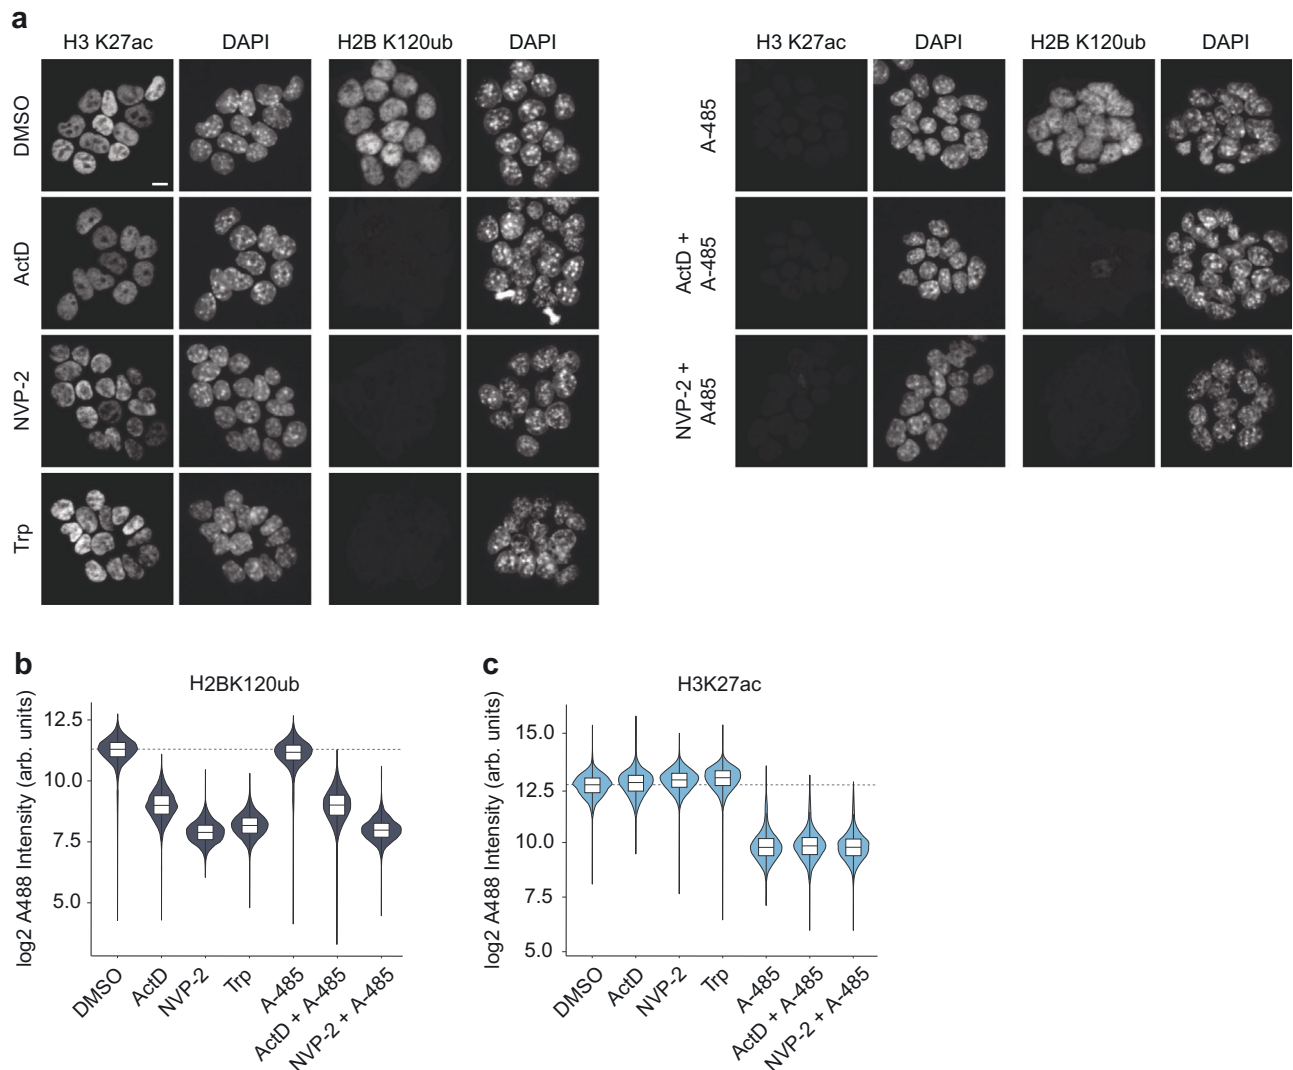 a
H3 K27ac DAPI H2B K120ub DAPI
DMSO
ActD
NVP-2
Trp
H3 K27ac DAPI H2B K120ub DAPI
A-485
ActD +
A-485
NVP-2 +
A485
b
H2BK120ub
log2 A488 Intensity (arb. units)
12.5
10.0
7.5
5.0
DMSO
ActD
NVP-2
Trp
A-485
ActD + A-485
NVP-2 + A-485
c
H3K27ac
log2 A488 Intensity (arb. units)
15.0
12.5
10.0
7.5
5.0
DMSO
ActD
NVP-2
Trp
A-485
ActD + A-485
NVP-2 + A-485